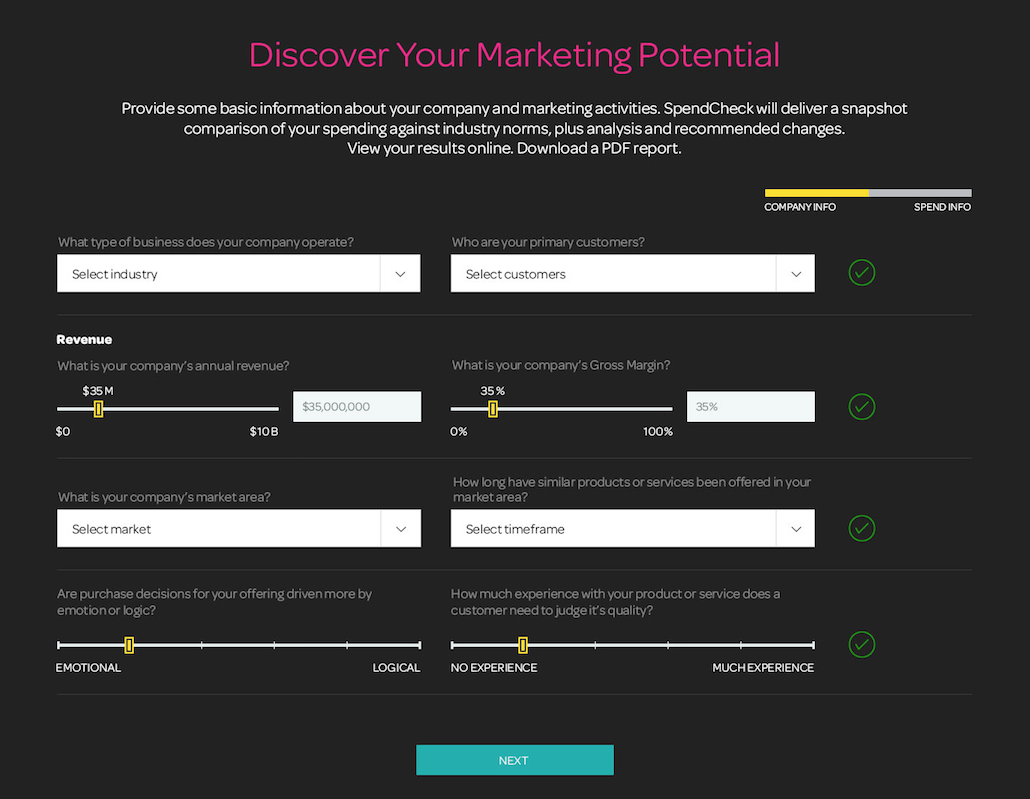 Discover Your Marketing Potential
Provide some basic information about your company and marketing activities. SpendCheck will deliver a snapshot
comparison of your spending against industry norms, plus analysis and recommended changes.
View your results online. Download a PDF report.
COMPANY INFO
SPEND INFO
What type of business does your company operate?
Select industry
Who are your primary customers?
Select customers
Revenue
What is your company's annual revenue?
$35 M
$35,000,000
$0
$10 B
What is your company's Gross Margin?
35 %
35%
0%
100%
What is your company's market area?
Select market
How long have similar products or services been offered in your
market area?
Select timeframe
Are purchase decisions for your offering driven more by
emotion or logic?
EMOTIONAL
LOGICAL
How much experience with your product or service does a
customer need to judge it's quality?
NO EXPERIENCE
MUCH EXPERIENCE
NEXT